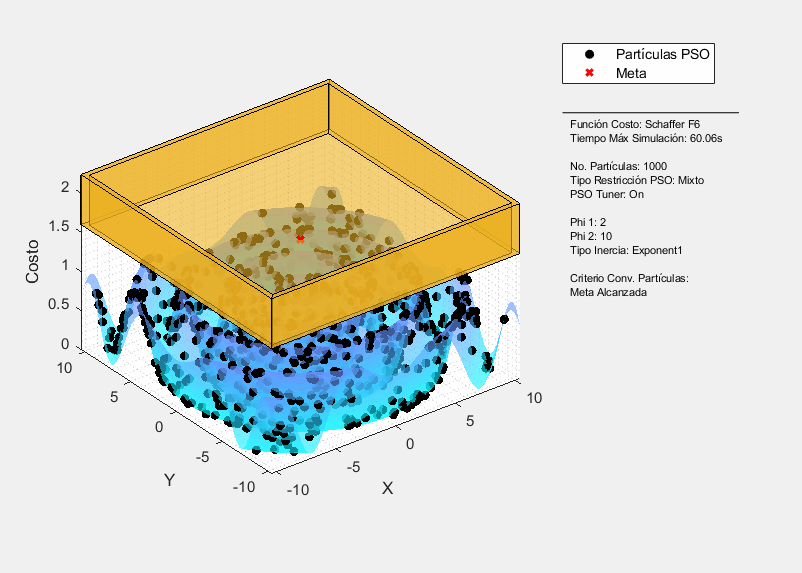 Partículas PSO
Meta
Función Costo: Schaffer F6
Tiempo Máx Simulación: 60.06s
No. Partículas: 1000
Tipo Restricción PSO: Mixto
PSO Tuner: On
Phi 1: 2
Phi 2: 10
Tipo Inercia: Exponent1
Criterio Conv. Partículas:
Meta Alcanzada
Costo
2
1.5
1
0.5
0
10
5
0
-5
-10
Y
-10
-5
0
5
10
X